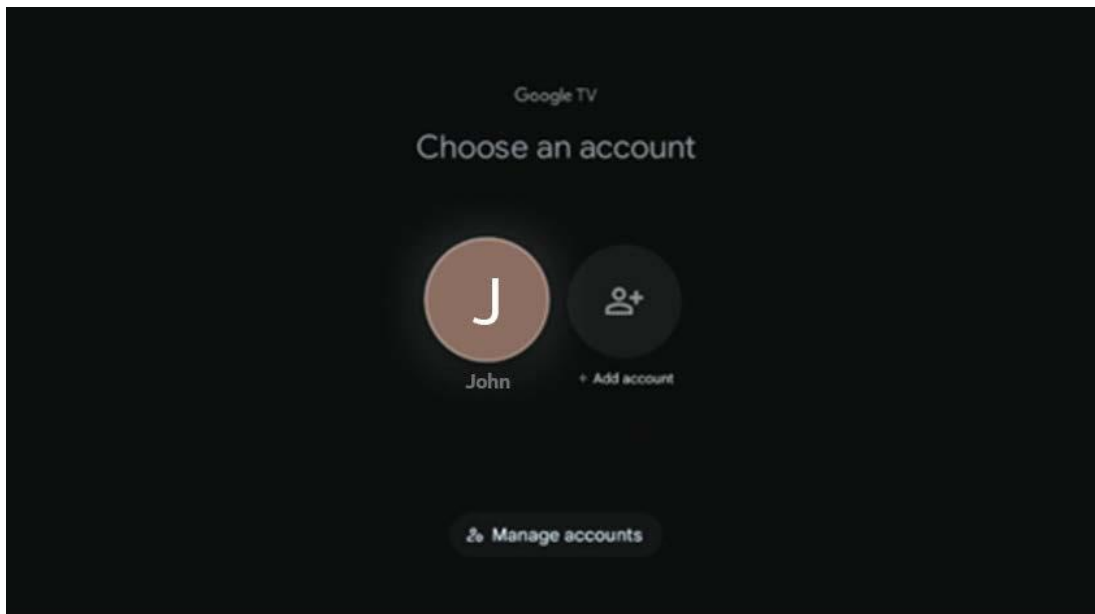 Google TV
Choose an account
J
John
+ Add account
Manage accounts